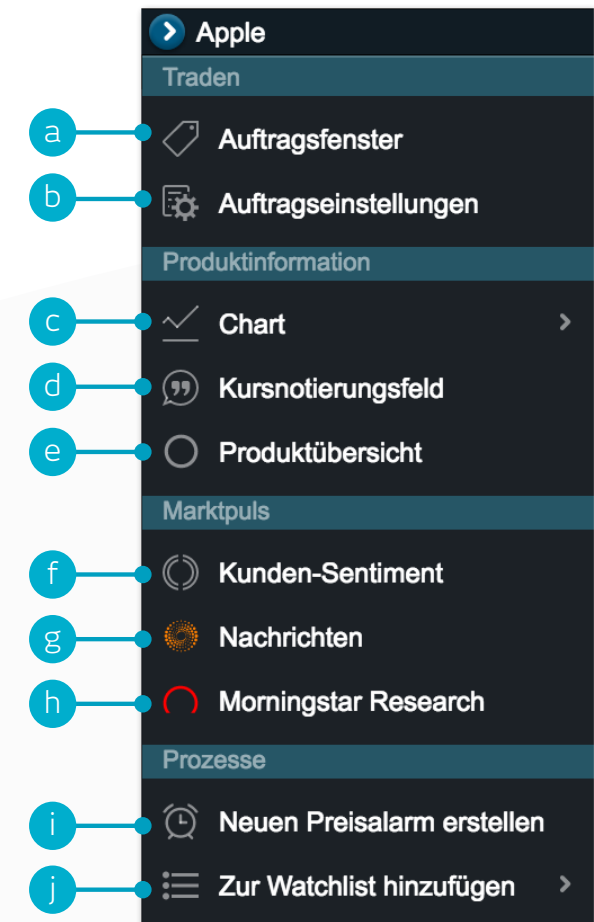 Apple
Traden
a Auftragsfenster
b Auftragseinstellungen
Produktinformation
c Chart
d Kursnotierungsfeld
e Produktübersicht
Marktpuls
f Kunden-Sentiment
g Nachrichten
h Morningstar Research
Prozesse
i Neuen Preisalarm erstellen
j Zur Watchlist hinzufügen